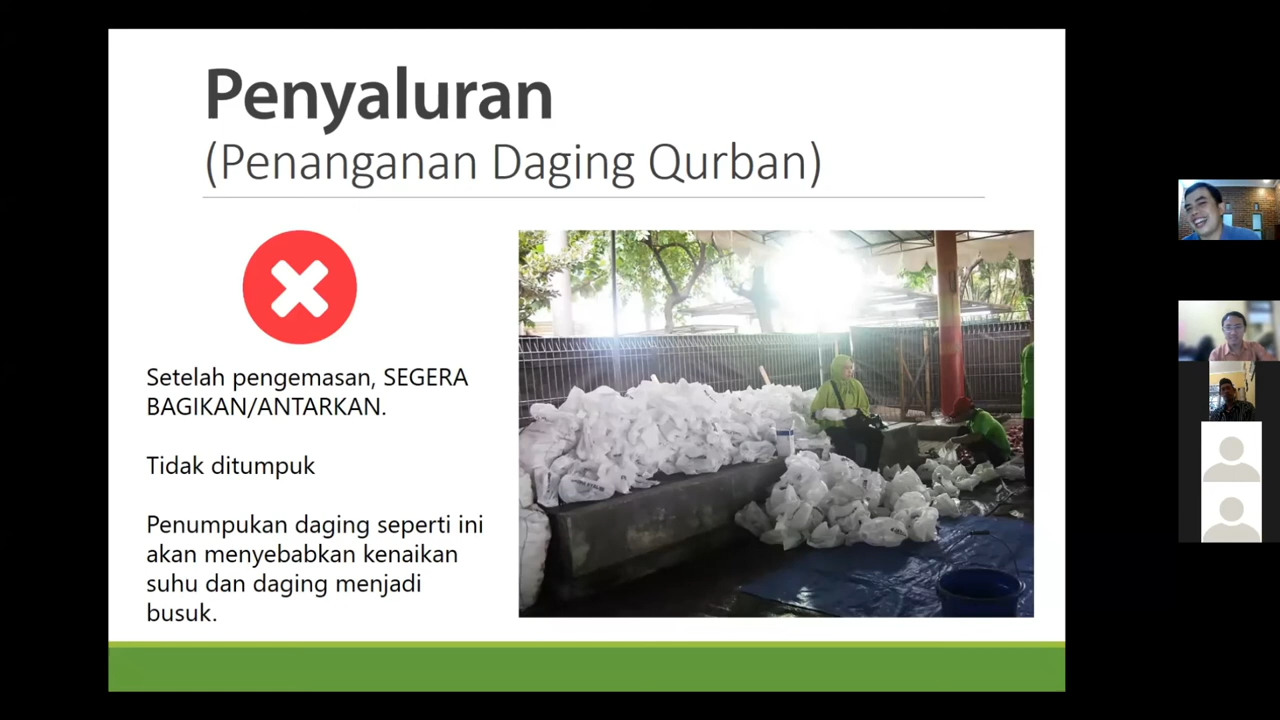 Penyaluran
(Penanganan Daging Qurban)
Setelah pengemasan, SEGERA
BAGIKAN/ANTARKAN.
Tidak ditumpuk
Penumpukan daging seperti ini
akan menyebabkan kenaikan
suhu dan daging menjadi
busuk.